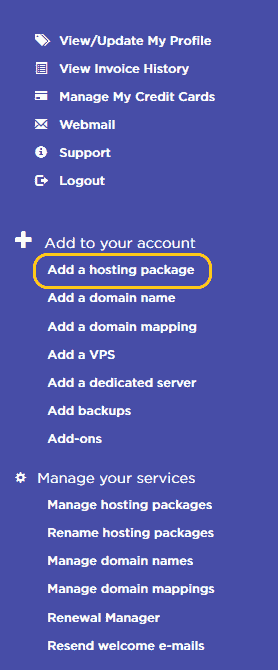 View/Update My Profile
View Invoice History
Manage My Credit Cards
Webmail
Support
Logout
Add to your account
Add a hosting package
Add a domain name
Add a domain mapping
Add a VPS
Add a dedicated server
Add backups
Add-ons
Manage your services
Manage hosting packages
Rename hosting packages
Manage domain names
Manage domain mappings
Renewal Manager
Resend welcome e-mails